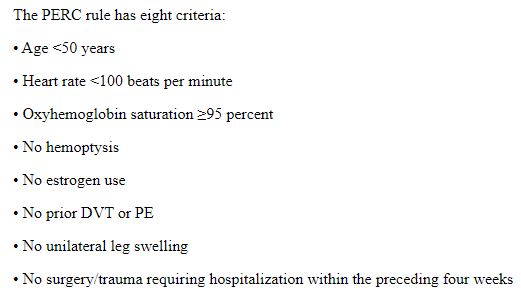 The PERC rule has eight criteria:
• Age <50 years
• Heart rate <100 beats per minute
• Oxyhemoglobin saturation ≥95 percent
• No hemoptysis
• No estrogen use
• No prior DVT or PE
• No unilateral leg swelling
• No surgery/trauma requiring hospitalization within the preceding four weeks